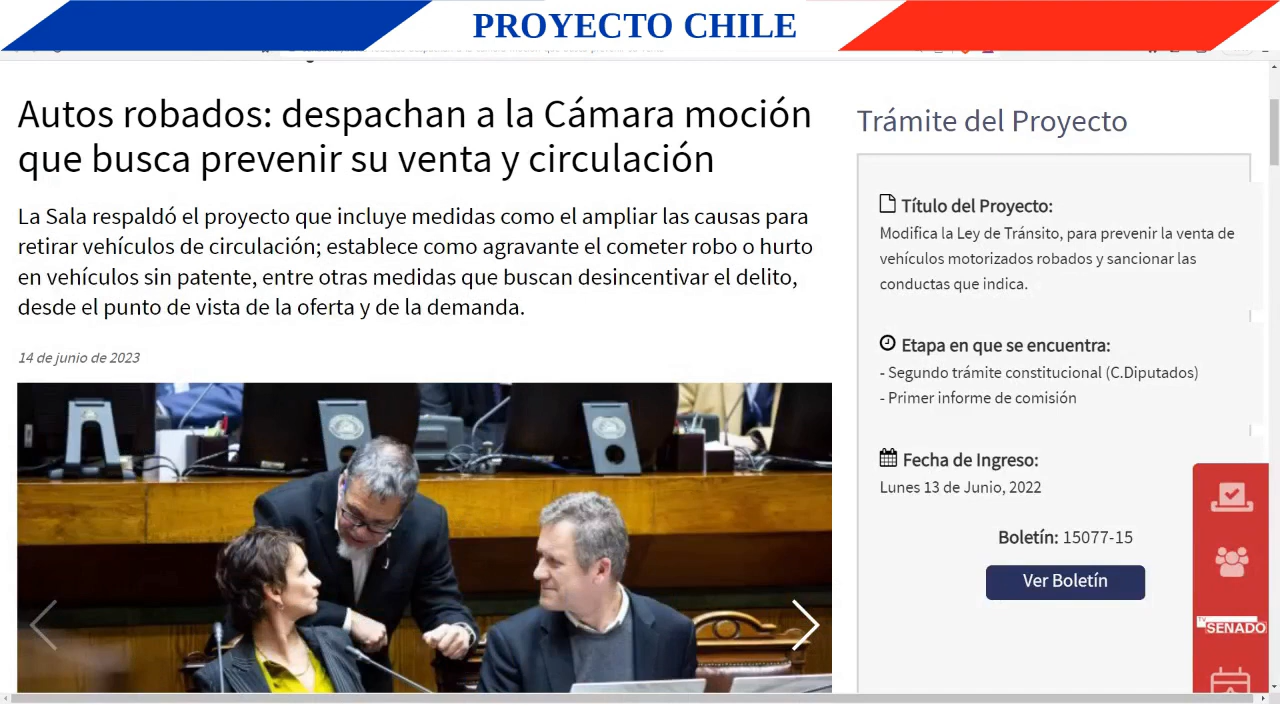 PROYECTO CHILE
Autos robados: despachan a la Cámara moción
que busca prevenir su venta y circulación
La Sala respaldó el proyecto que incluye medidas como el ampliar las causas para
retirar vehículos de circulación; establece como agravante el cometer robo o hurto
en vehículos sin patente, entre otras medidas que buscan desincentivar el delito,
desde el punto de vista de la oferta y de la demanda.
14 de junio de 2023
Trámite del Proyecto
Título del Proyecto:
Modifica la Ley de Tránsito, para prevenir la venta de
vehículos motorizados robados y sancionar las
conductas que indica.
Etapa en que se encuentra:
- Segundo trámite constitucional (C.Diputados)
- Primer informe de comisión
Fecha de Ingreso:
Lunes 13 de Junio, 2022
Boletín: 15077-15
Ver Boletín
TV
SENADO